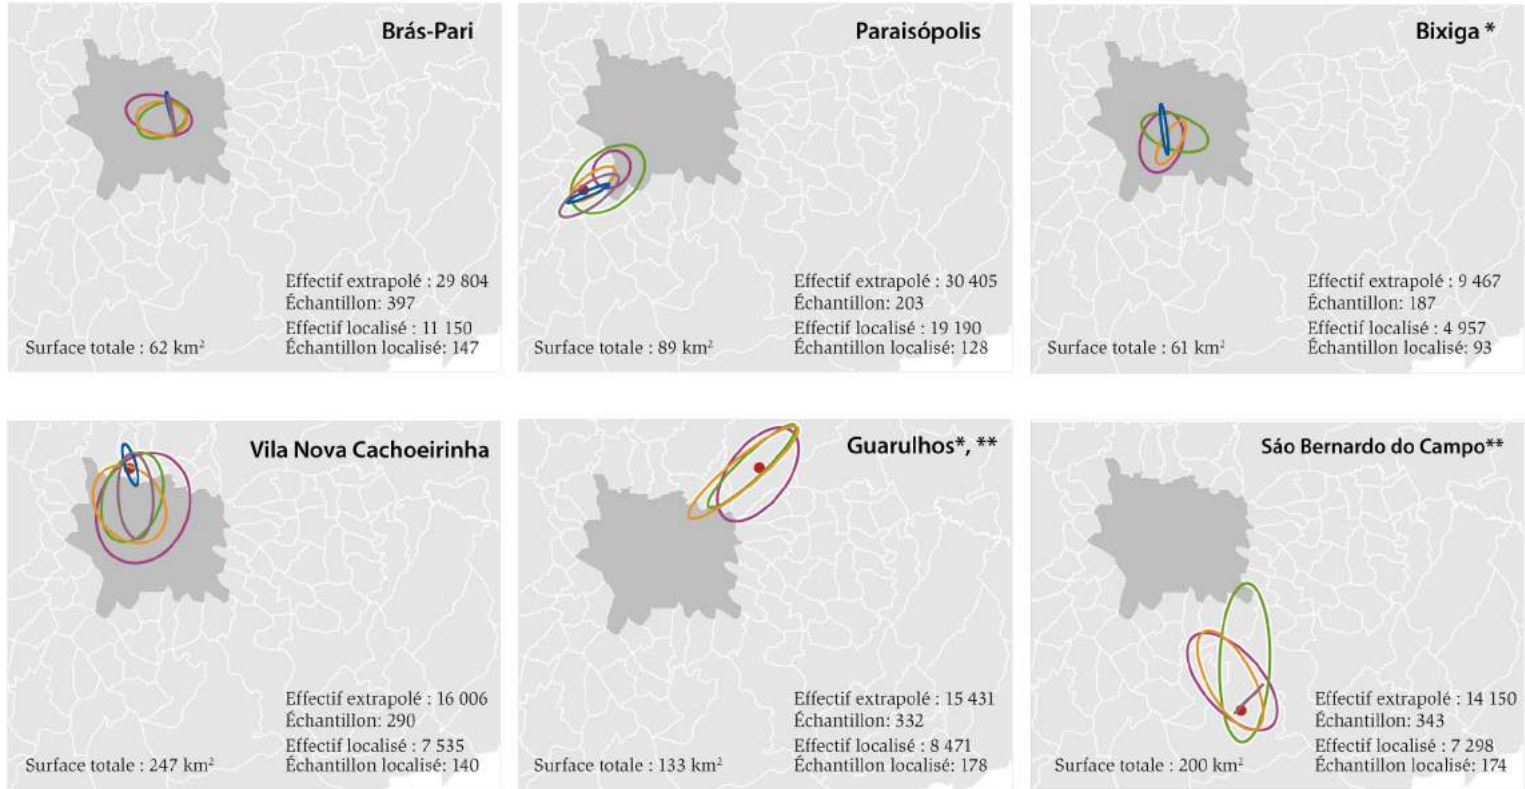 Brás-Pari
Effectif extrapolé : 29 804
Échantillon: 397
Effectif localisé : 11 150
Surface totale : 62 km²
Échantillon localisé: 147
Paraisópolis
Effectif extrapolé : 30 405
Échantillon: 203
Effectif localisé : 19 190
Surface totale : 89 km²
Échantillon localisé: 128
Bixiga *
Effectif extrapolé : 9 467
Échantillon: 187
Effectif localisé : 4 957
Surface totale : 61 km²
Échantillon localisé: 93
Vila Nova Cachoeirinha
Effectif extrapolé : 16 006
Échantillon: 290
Effectif localisé : 7 535
Surface totale : 247 km²
Échantillon localisé: 140
Guarulhos*, **
Effectif extrapolé : 15 431
Échantillon: 332
Effectif localisé : 8 471
Surface totale : 133 km²
Échantillon localisé: 178
Sáo Bernardo do Campo**
Effectif extrapolé : 14 150
Échantillon: 343
Effectif localisé : 7 298
Surface totale : 200 km²
Échantillon localisé: 174